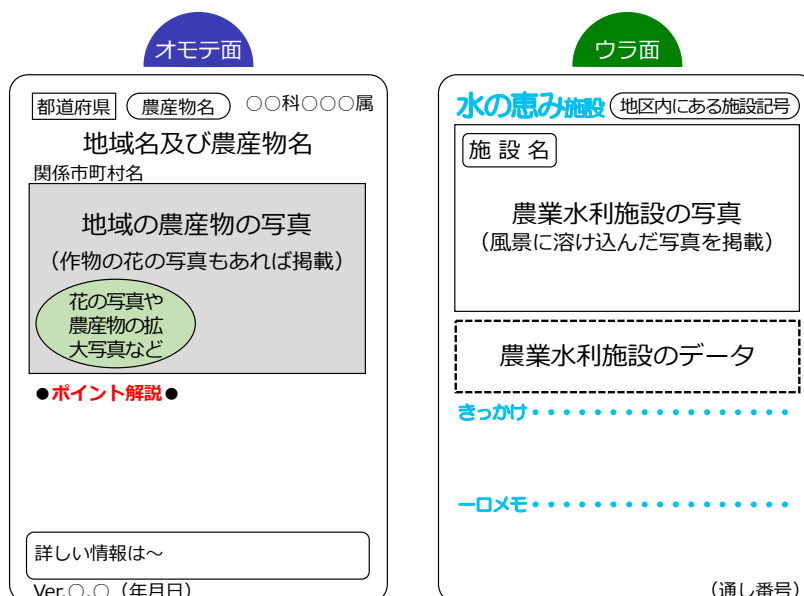 オモテ面
都道府県 農産物名 ○○科○○○属
地域名及び農産物名
関係市町村名
地域の農産物の写真
（作物の花の写真もあれば掲載）
花の写真や
農産物の拡
大写真など
●ポイント解説●
詳しい情報は～
Ver.○.○（年月日）
ウラ面
水の恵み施設 地区内にある施設記号
施設名
農業水利施設の写真
（風景に溶け込んだ写真を掲載）
農業水利施設のデータ
きっかけ・・・・・・・・・・・・・・・・・
一口メモ・・・・・・・・・・・・・・・・・
（通し番号）